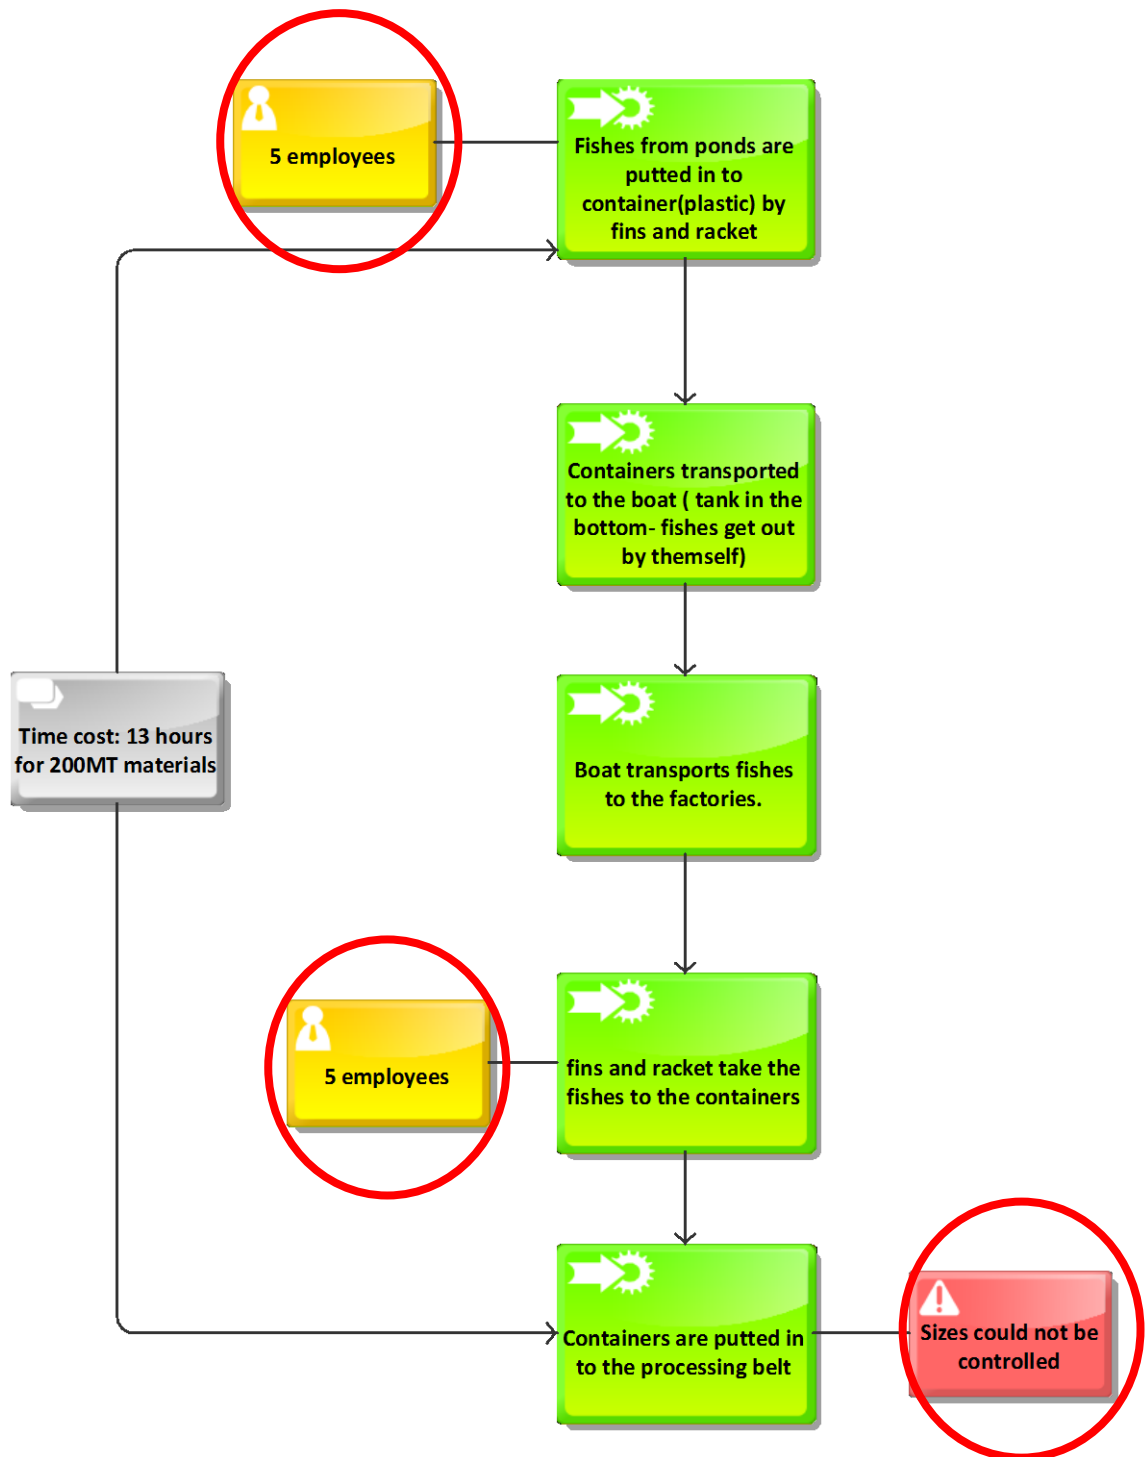 5 employees
Fishes from ponds are
putted in to
container(plastic) by
fins and racket
Containers transported
to the boat ( tank in the
bottom- fishes get out
by themself)
Time cost: 13 hours
for 200MT materials
Boat transports fishes
to the factories.
5 employees
fins and racket take the
fishes to the containers
Containers are putted in
to the processing belt
Sizes could not be
controlled